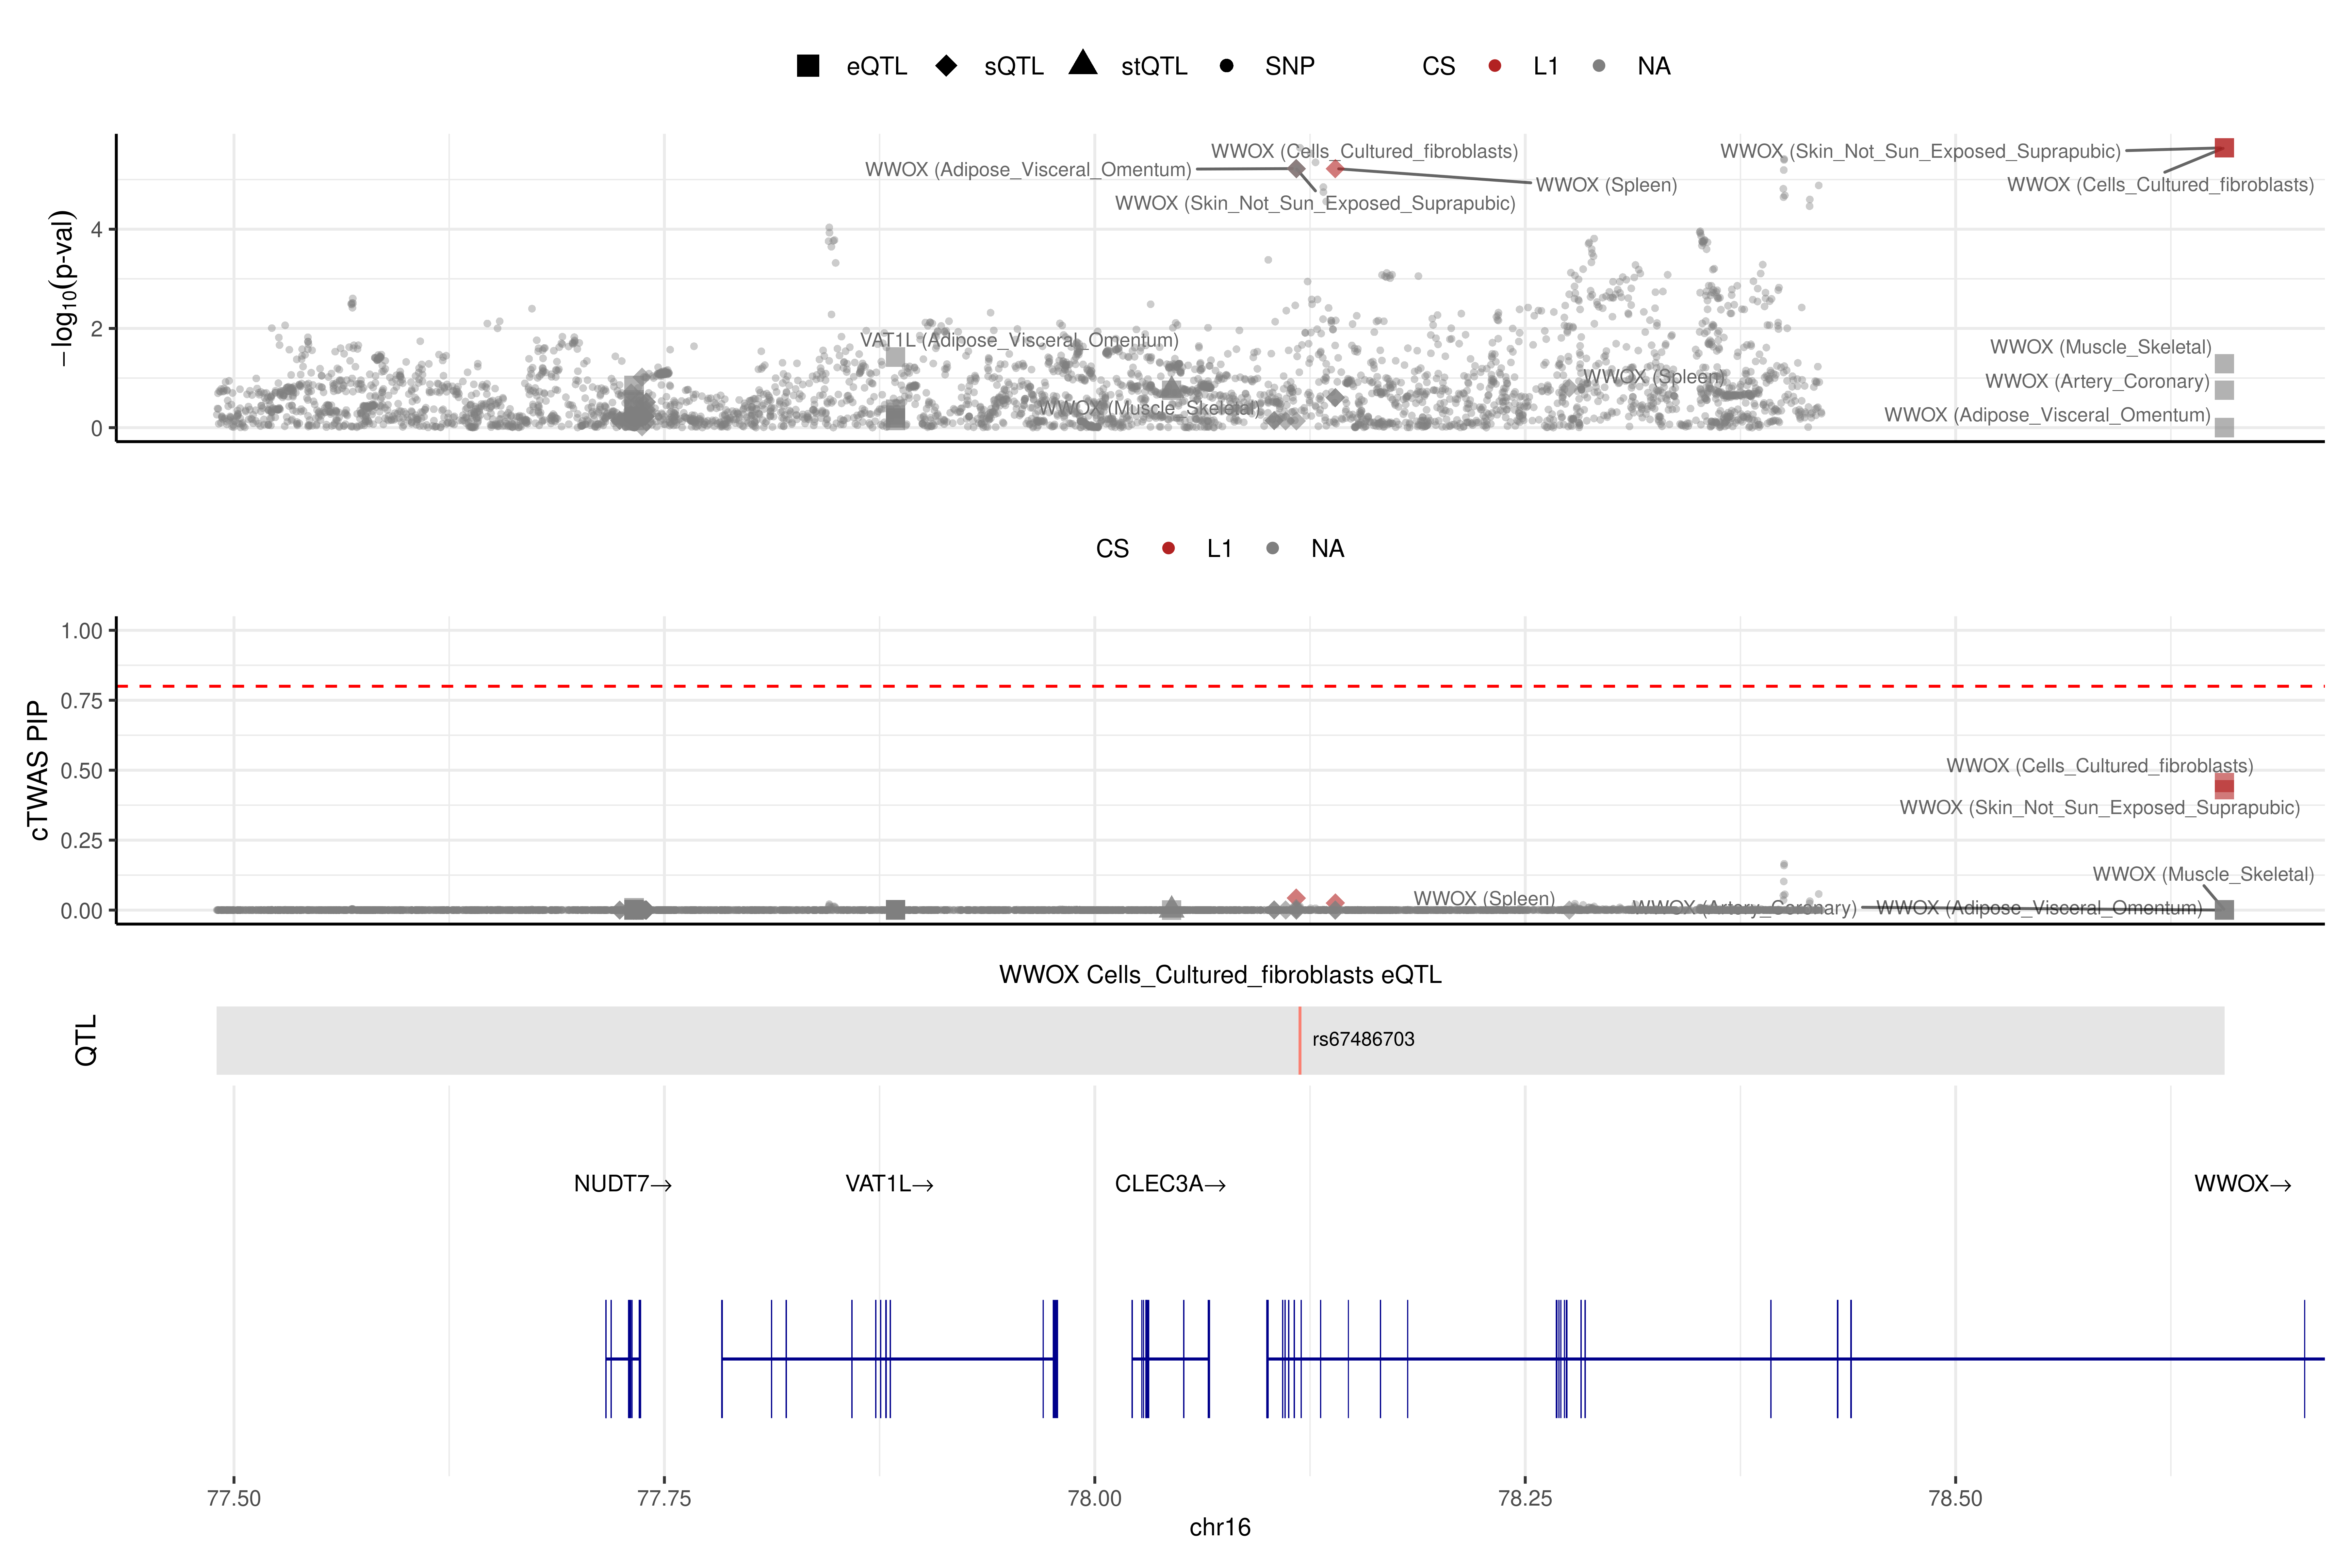 eQTL sQTL stQTL SNP CS L1 NA
−log10(p-val)
4
2
0
WWOX (Cells_Cultured_fibroblasts)
WWOX (Adipose_Visceral_Omentum)
WWOX (Spleen)
WWOX (Skin_Not_Sun_Exposed_Suprapubic)
WWOX (Skin_Not_Sun_Exposed_Suprapubic)
WWOX (Cells_Cultured_fibroblasts)
VAT1L (Adipose_Visceral_Omentum)
WWOX (Muscle_Skeletal)
WWOX (Spleen)
WWOX (Muscle_Skeletal)
WWOX (Artery_Coronary)
WWOX (Adipose_Visceral_Omentum)
CS L1 NA
cTWAS PIP
1.00
0.75
0.50
0.25
0.00
WWOX (Cells_Cultured_fibroblasts)
WWOX (Skin_Not_Sun_Exposed_Suprapubic)
WWOX (Muscle_Skeletal)
WWOX (Spleen)
WWOX (Artery_Coronary)
WWOX (Adipose_Visceral_Omentum)
WWOX Cells_Cultured_fibroblasts eQTL
QTL
rs67486703
NUDT7→ VAT1L→ CLEC3A→ WWOX→
77.50 77.75 78.00 78.25 78.50
chr16